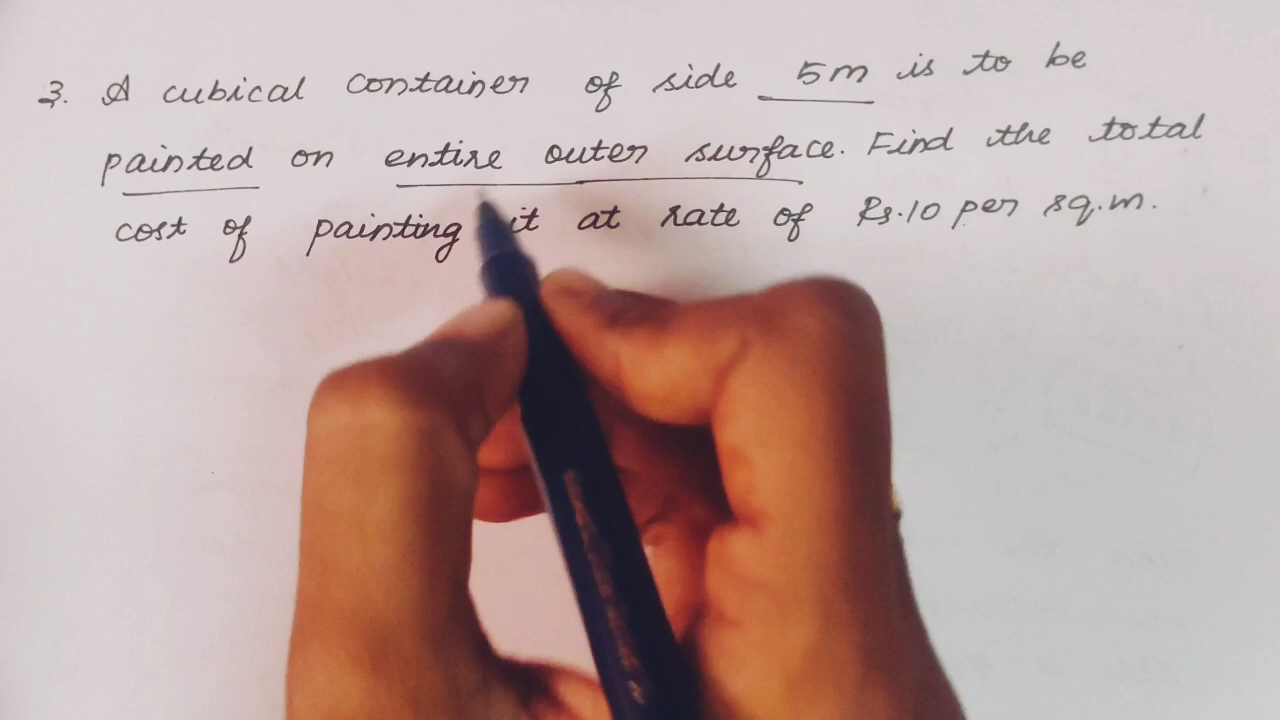 3. A cubical container of side 5m is to be
painted on entire outer surface. Find the total
cost of painting it at rate of Rs.10 per sq.m.